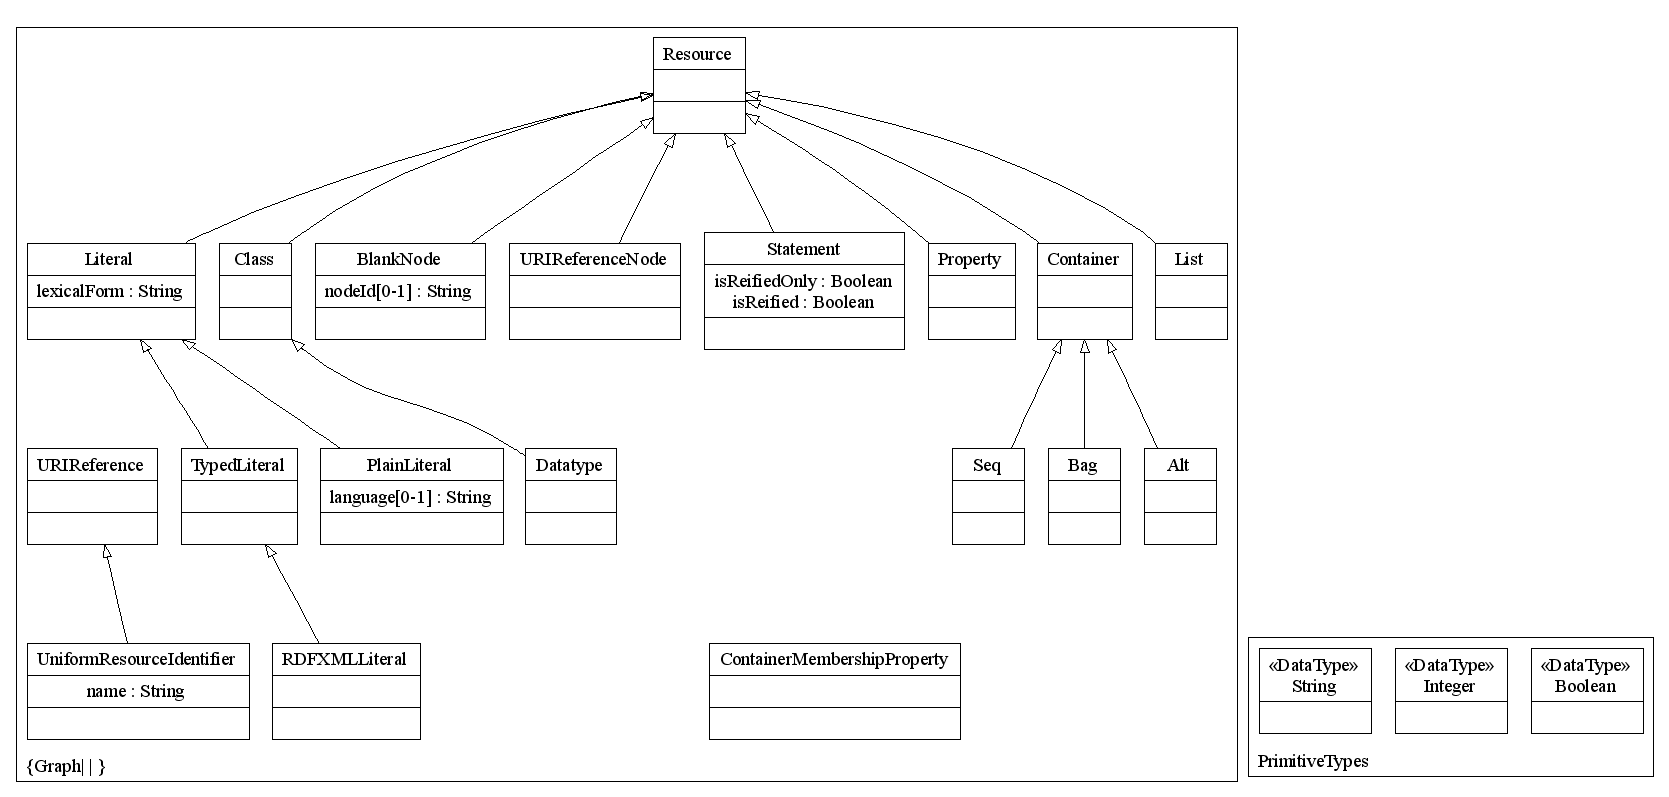 Resource
Literal
lexicalForm : String
Class
BlankNode
nodeId[0-1] : String
URIReferenceNode
Statement
isReifiedOnly : Boolean
isReified : Boolean
Property
Container
List
URIReference
TypedLiteral
PlainLiteral
language[0-1] : String
Datatype
Seq
Bag
Alt
UniformResourceIdentifier
name : String
RDFXMLLiteral
ContainerMembershipProperty
{Graph| | }
«DataType»
String
«DataType»
Integer
«DataType»
Boolean
PrimitiveTypes